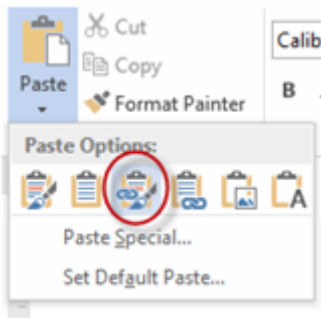 Cut
Copy
Paste
Format Painter
Calib
B
Paste Options:
A
Paste Special...
Set Default Paste...